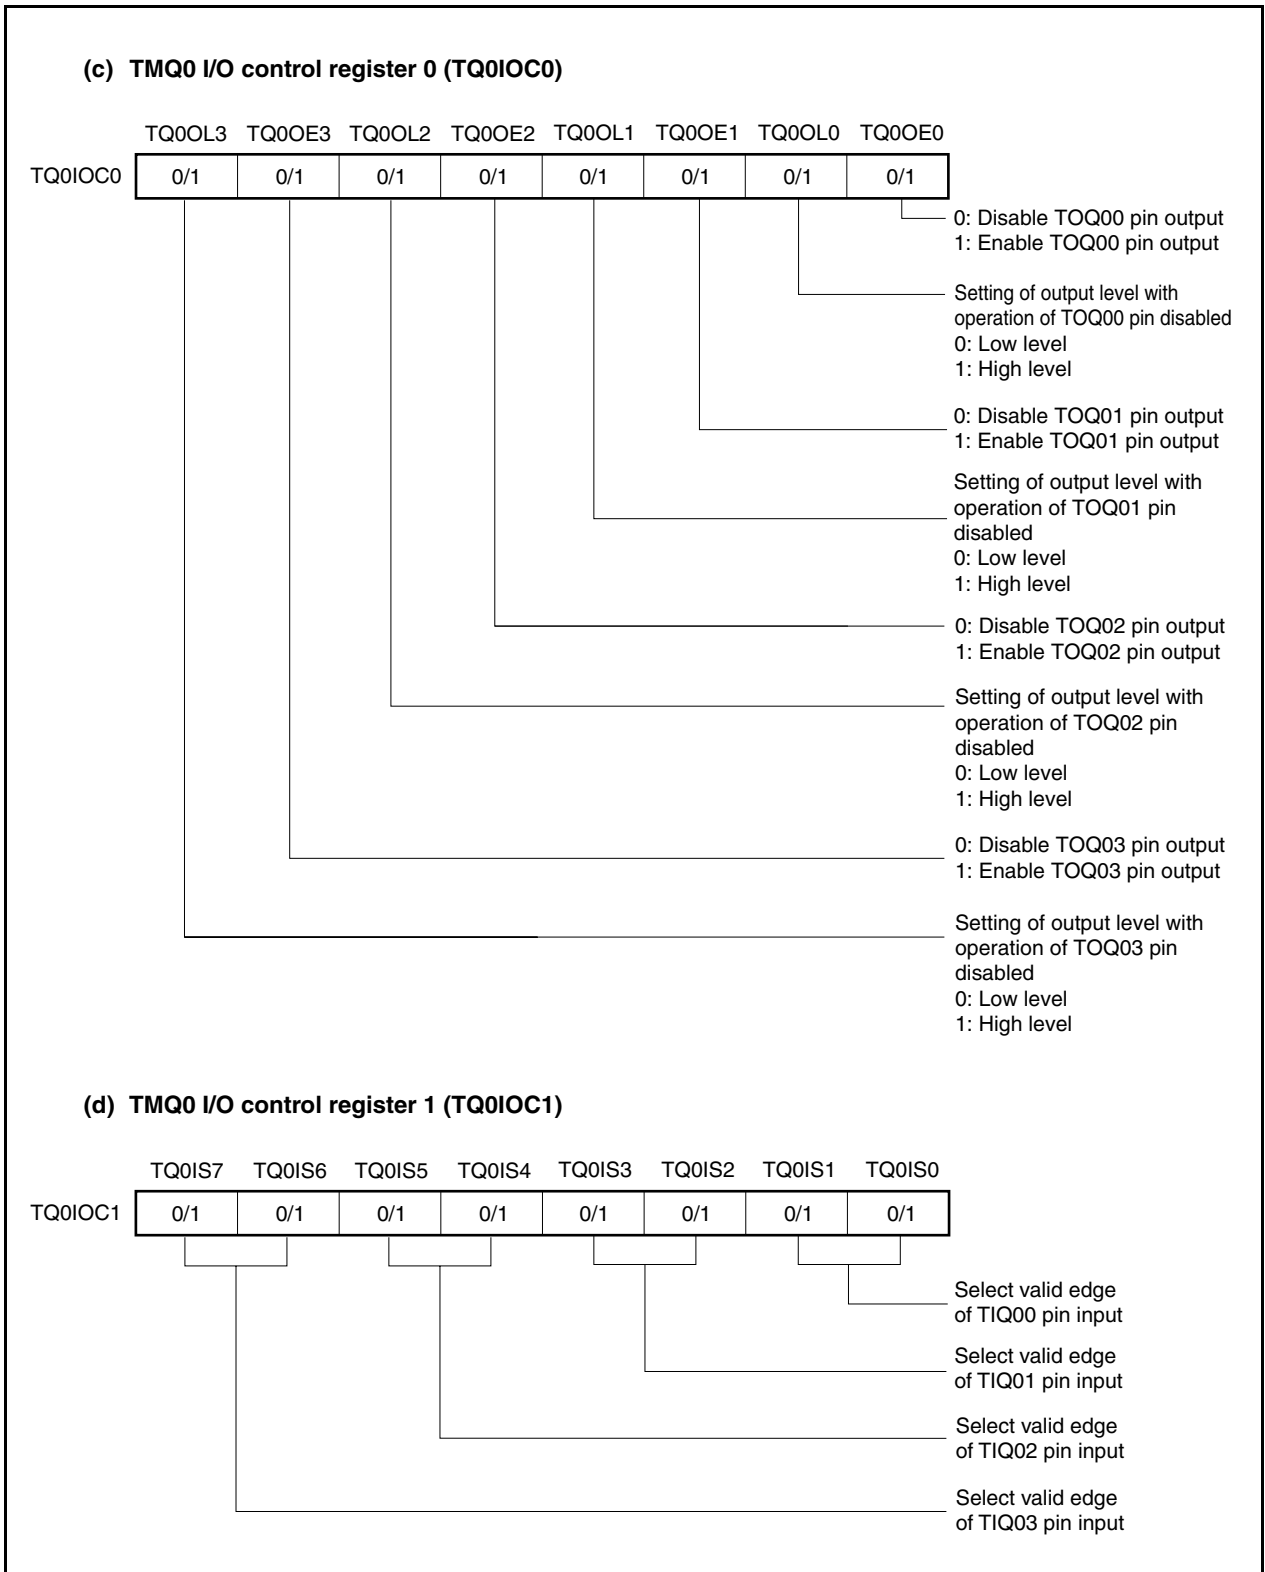 (c) TMQ0 I/O control register 0 (TQ0IOC0)
TQ0OL3 TQ0OE3 TQ0OL2 TQ0OE2 TQ0OL1 TQ0OE1 TQ0OL0 TQ0OE0
TQ0IOC0 0/1 0/1 0/1 0/1 0/1 0/1 0/1 0/1
0: Disable TOQ00 pin output
1: Enable TOQ00 pin output
Setting of output level with
operation of TOQ00 pin disabled
0: Low level
1: High level
0: Disable TOQ01 pin output
1: Enable TOQ01 pin output
Setting of output level with
operation of TOQ01 pin
disabled
0: Low level
1: High level
0: Disable TOQ02 pin output
1: Enable TOQ02 pin output
Setting of output level with
operation of TOQ02 pin
disabled
0: Low level
1: High level
0: Disable TOQ03 pin output
1: Enable TOQ03 pin output
Setting of output level with
operation of TOQ03 pin
disabled
0: Low level
1: High level
(d) TMQ0 I/O control register 1 (TQ0IOC1)
TQ0IS7 TQ0IS6 TQ0IS5 TQ0IS4 TQ0IS3 TQ0IS2 TQ0IS1 TQ0IS0
TQ0IOC1 0/1 0/1 0/1 0/1 0/1 0/1 0/1 0/1
Select valid edge
of TIQ00 pin input
Select valid edge
of TIQ01 pin input
Select valid edge
of TIQ02 pin input
Select valid edge
of TIQ03 pin input